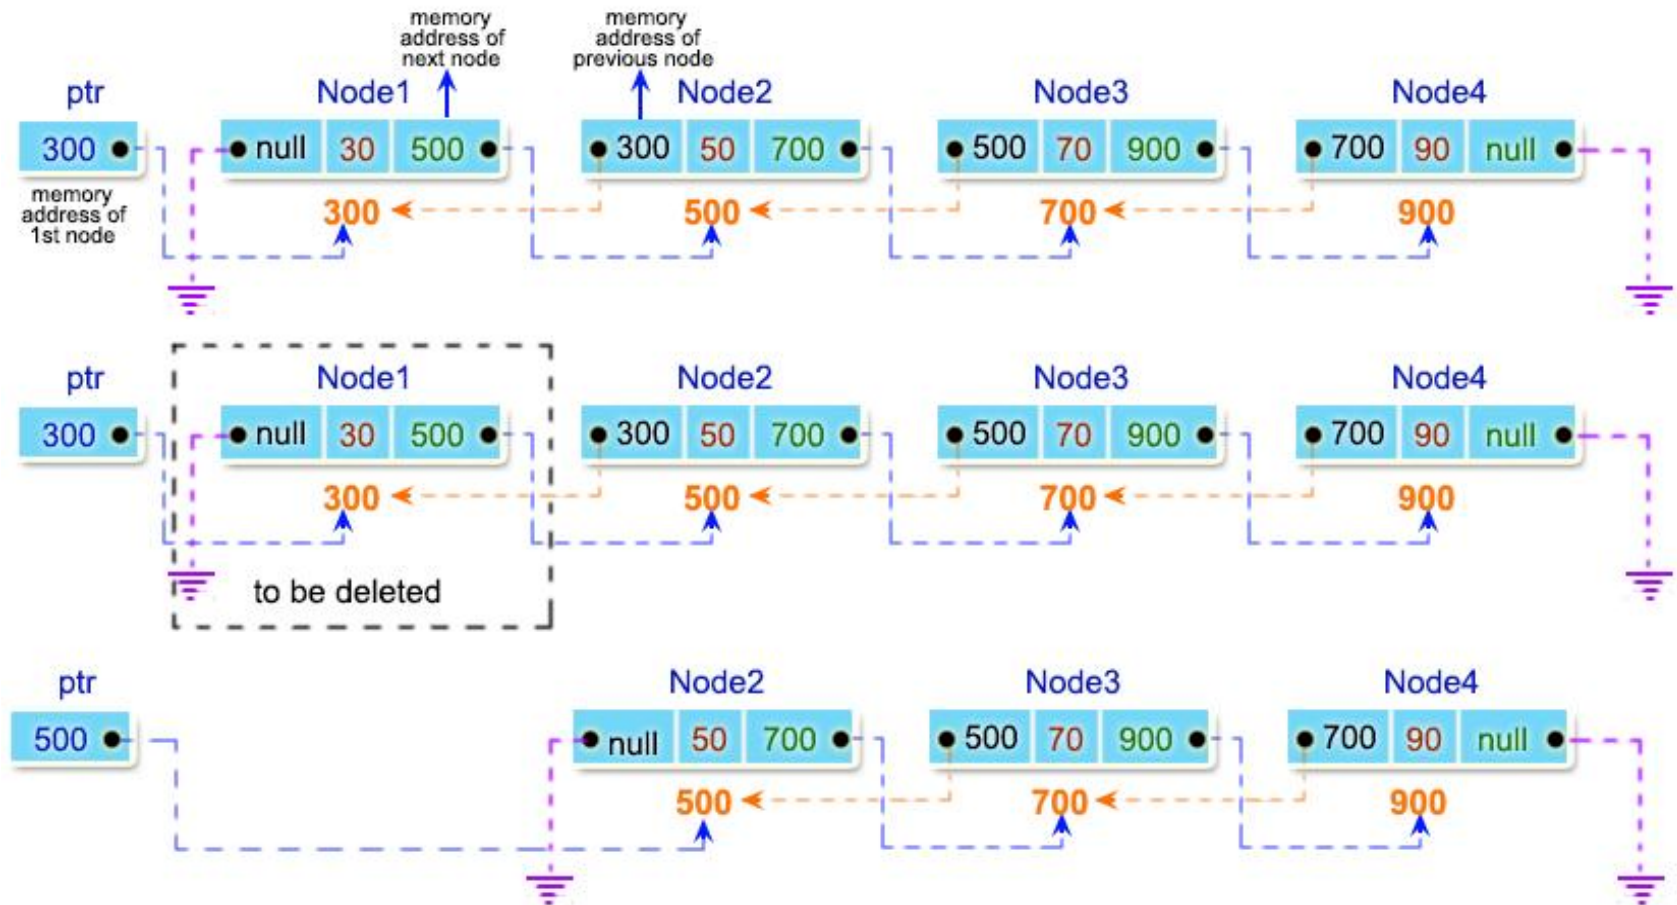 memory
address of
next node
memory
address of
previous node
ptr
Node1
Node2
Node3
Node4
300
null 30 500
300 50 700
500 70 900
700 90 null
memory
address of
1st node
300
500
700
900
ptr
Node1
Node2
Node3
Node4
300
null 30 500
300 50 700
500 70 900
700 90 null
300
500
700
900
to be deleted
ptr
Node2
Node3
Node4
500
null 50 700
500 70 900
700 90 null
500
700
900